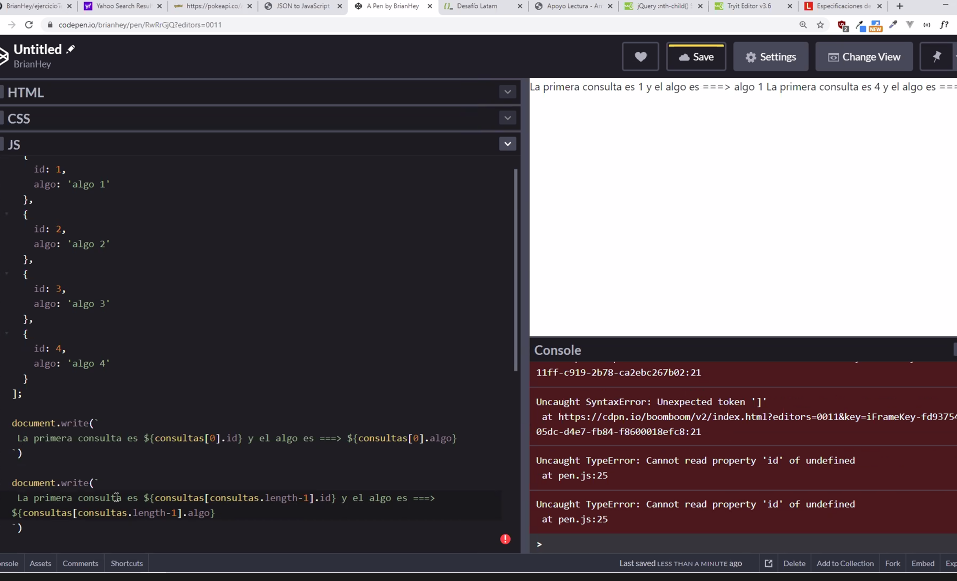 BrianHey/ejercicio7 × Yahoo Search Resul × https://pokeapi.co/ × JSON to JavaScript × A Pen by BrianHey × Desafío Latam × Apoyo Lectura - × jQuery :nth-child() × Tryit Editor v3.6 × Especificaciones de × +
codepen.io/brianhey/pen/RwRrGjQ?editors=0011
Untitled
BrianHey
Save
Settings
Change View
HTML
CSS
JS
{
id: 1,
algo: 'algo 1'
},
{
id: 2,
algo: 'algo 2'
},
{
id: 3,
algo: 'algo 3'
},
{
id: 4,
algo: 'algo 4'
}
];
document.write(`
La primera consulta es ${consultas[0].id} y el algo es ===> ${consultas[0].algo}
`)
document.write(`
La primera consulta es ${consultas[consultas.length-1].id} y el algo es ===>
${consultas[consultas.length-1].algo}
`)
La primera consulta es 1 y el algo es ===> algo 1 La primera consulta es 4 y el algo es ===
Console
11ff-c919-2b78-ca2ebc267b02:21
Uncaught SyntaxError: Unexpected token ']'
at https://cdpn.io/boomboom/v2/index.html?editors=0011&key=iFrameKey-fd93754
05dc-d4e7-fb84-f8600018efc8:21
Uncaught TypeError: Cannot read property 'id' of undefined
at pen.js:25
Uncaught TypeError: Cannot read property 'id' of undefined
at pen.js:25
>
onsole Assets Comments Shortcuts Last saved LESS THAN A MINUTE ago Delete Add to Collection Fork Embed Exp